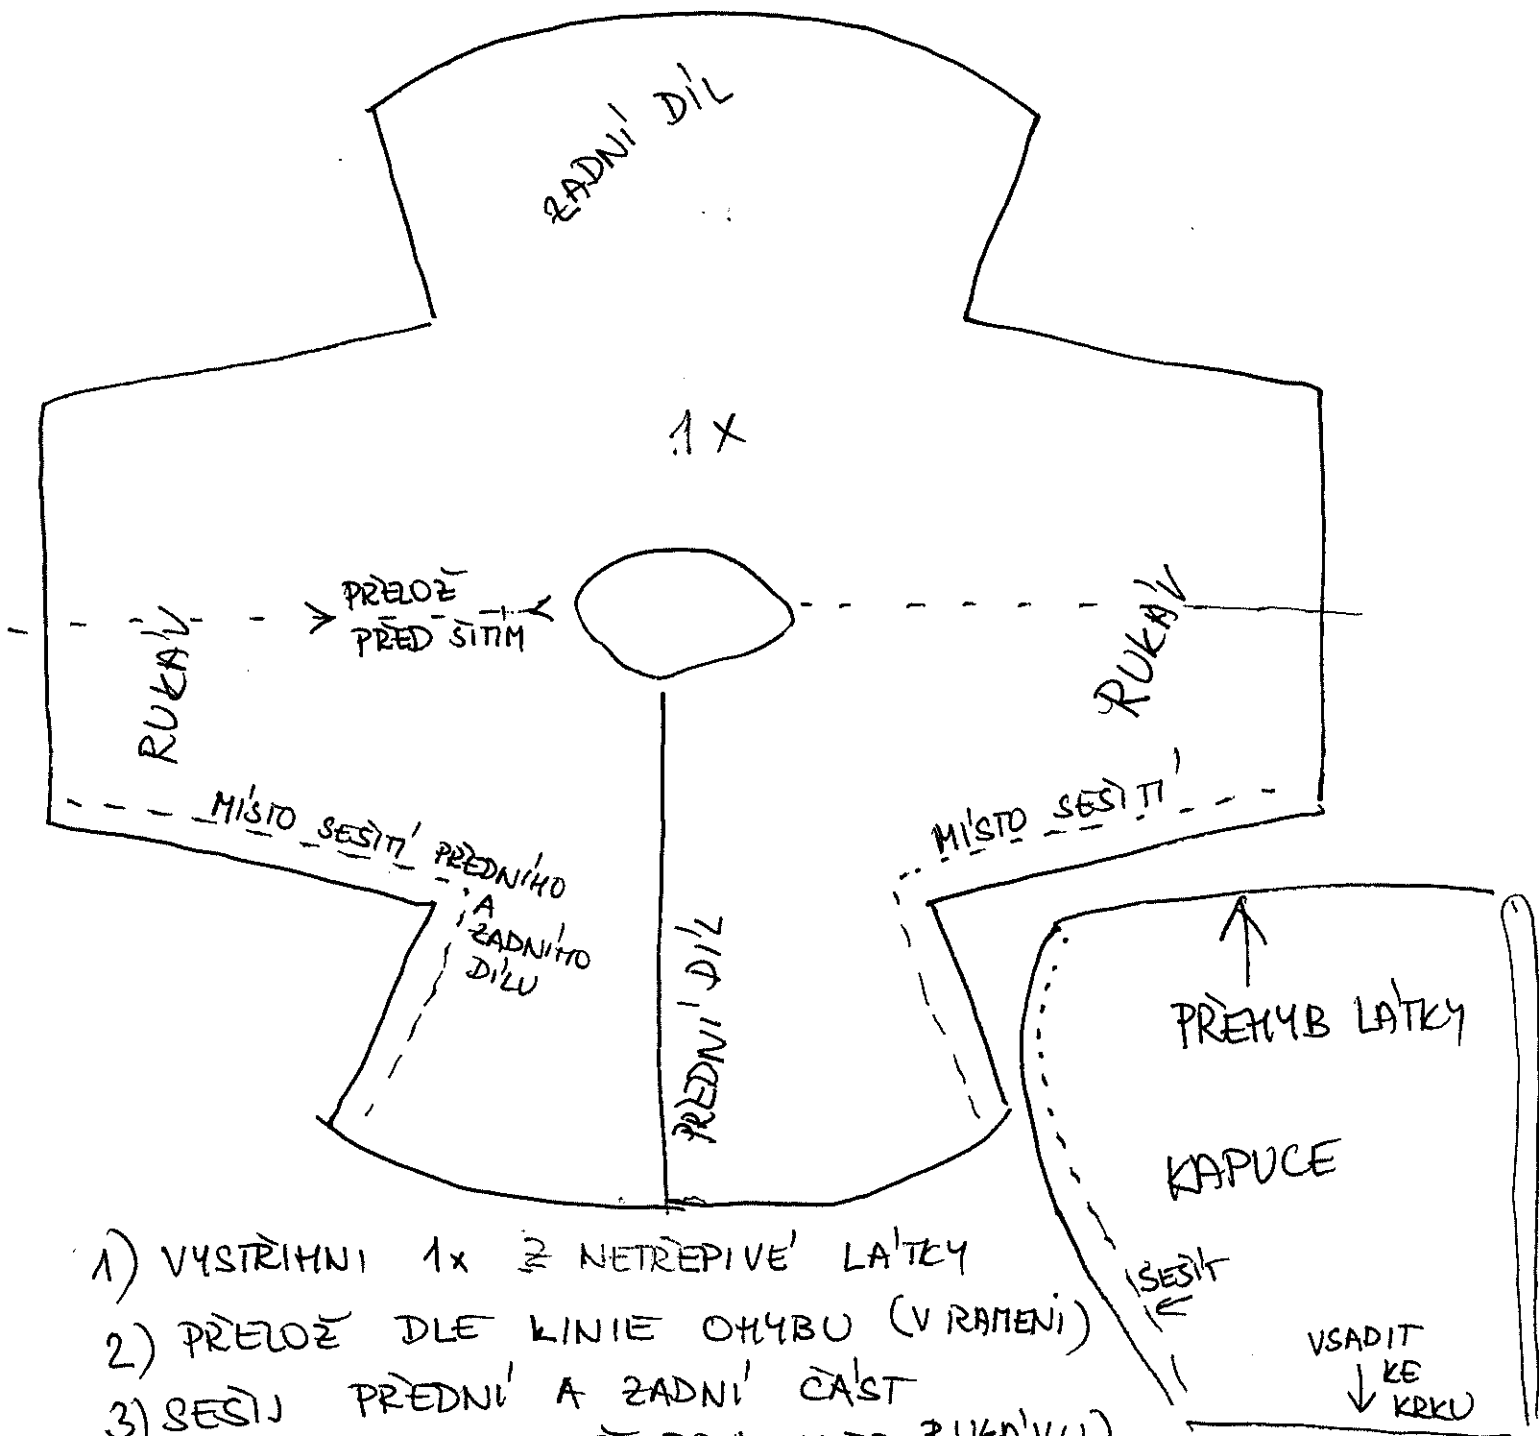 ZADNÍ DÍL
1X
PŘELOŽ
PŘED ŠITÍM
RUKÁV
RUKÁV
MÍSTO SEŠITÍ PŘEDNÍHO
A
ZADNÍHO
DÍLU
MÍSTO SEŠITÍ
PŘEDNÍ DÍL
PŘEHYB LÁTKY
KAPUCE
SEŠÍT
VSADIT
KE
KRKU
1) VYSTŘIHNI 1x Z NETŘEPIVÉ LÁTKY
2) PŘELOŽ DLE LINIE OHYBU (V RAMENI)
3) SEŠIJ PŘEDNÍ A ZADNÍ ČÁST
RUKÁVU)